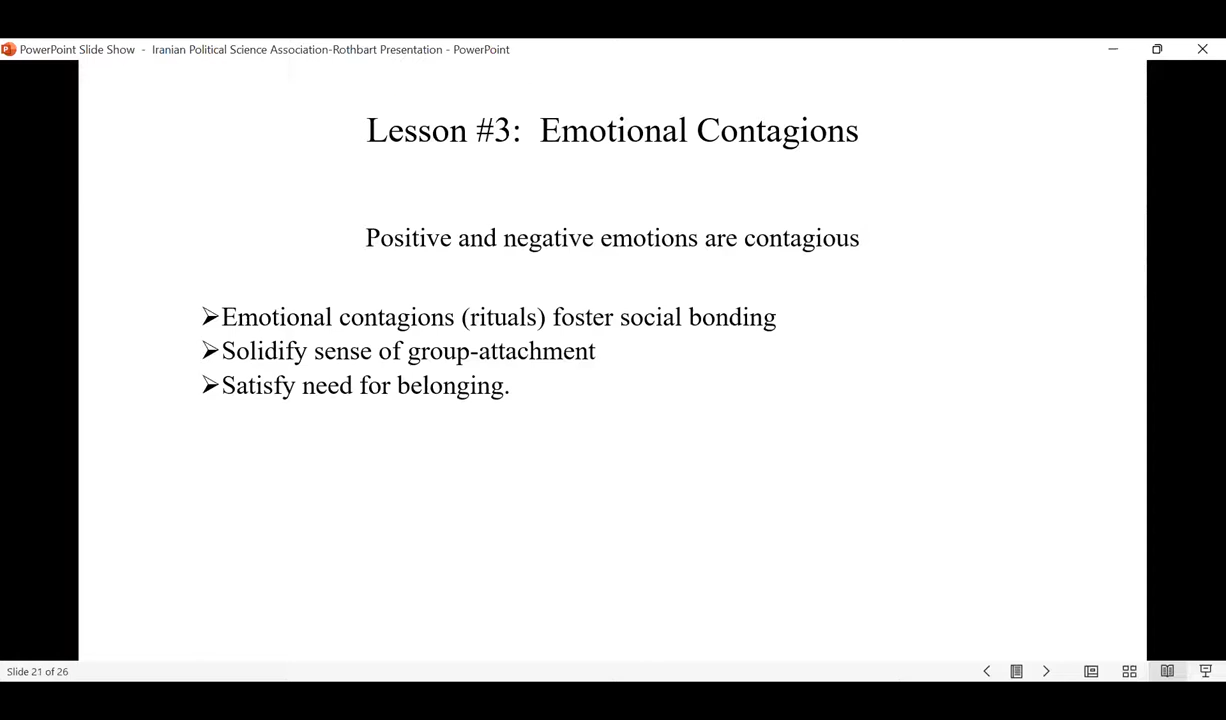 PowerPoint Slide Show - Iranian Political Science Association-Rothbart Presentation - PowerPoint
Lesson #3: Emotional Contagions
Positive and negative emotions are contagious
➢Emotional contagions (rituals) foster social bonding
➢Solidify sense of group-attachment
➢Satisfy need for belonging.
Slide 21 of 26